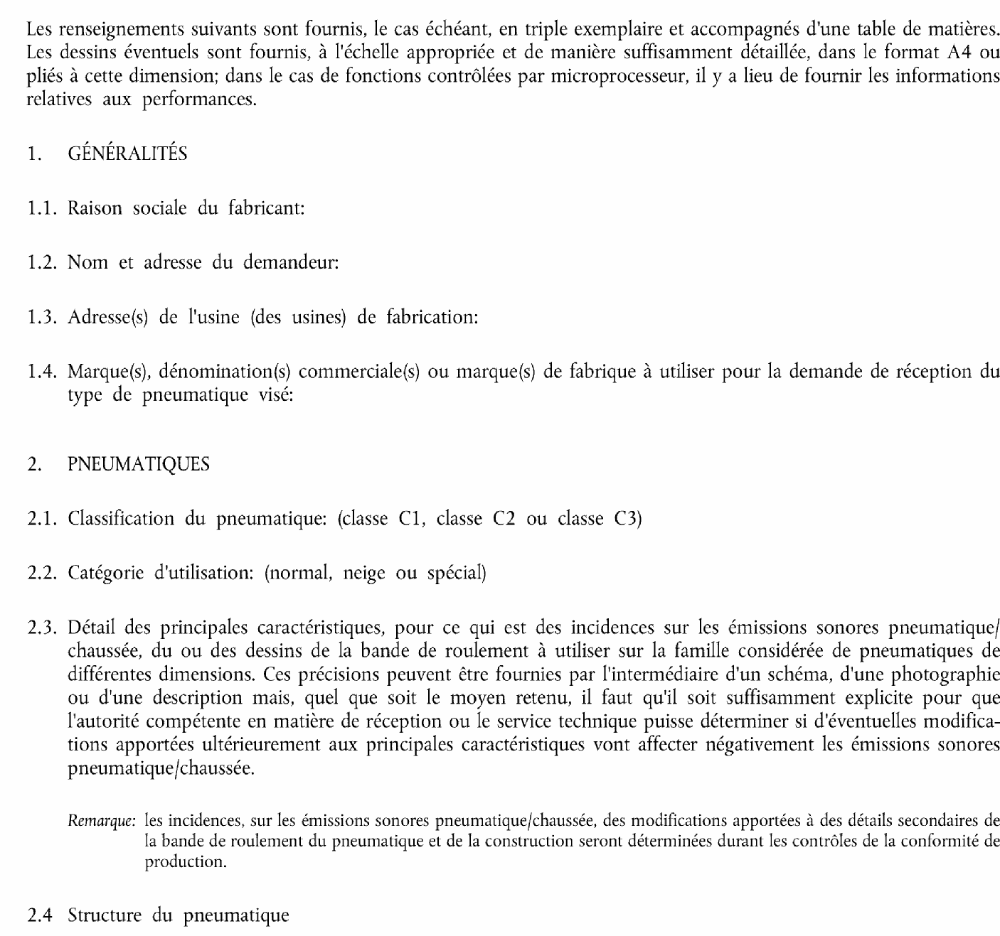 Les renseignements suivants sont fournis, le cas échéant, en triple exemplaire et accompagnés d'une table de matières.
Les dessins éventuels sont fournis, à l'échelle appropriée et de manière suffisamment détaillée, dans le format A4 ou
pliés à cette dimension; dans le cas de fonctions contrôlées par microprocesseur, il y a lieu de fournir les informations
relatives aux performances.
1. GÉNÉRALITÉS
1.1. Raison sociale du fabricant:
1.2. Nom et adresse du demandeur:
1.3. Adresse(s) de l'usine (des usines) de fabrication:
1.4. Marque(s), dénomination(s) commerciale(s) ou marque(s) de fabrique à utiliser pour la demande de réception du
type de pneumatique visé:
2. PNEUMATIQUES
2.1. Classification du pneumatique: (classe C1, classe C2 ou classe C3)
2.2. Catégorie d'utilisation: (normal, neige ou spécial)
2.3. Détail des principales caractéristiques, pour ce qui est des incidences sur les émissions sonores pneumatique/
chaussée, du ou des dessins de la bande de roulement à utiliser sur la famille considérée de pneumatiques de
différentes dimensions. Ces précisions peuvent être fournies par l'intermédiaire d'un schéma, d'une photographie
ou d'une description mais, quel que soit le moyen retenu, il faut qu'il soit suffisamment explicite pour que
l'autorité compétente en matière de réception ou le service technique puisse déterminer si d'éventuelles modifica-
tions apportées ultérieurement aux principales caractéristiques vont affecter négativement les émissions sonores
pneumatique/chaussée.
Remarque: les incidences, sur les émissions sonores pneumatique/chaussée, des modifications apportées à des détails secondaires de
la bande de roulement du pneumatique et de la construction seront déterminées durant les contrôles de la conformité de
production.
2.4 Structure du pneumatique